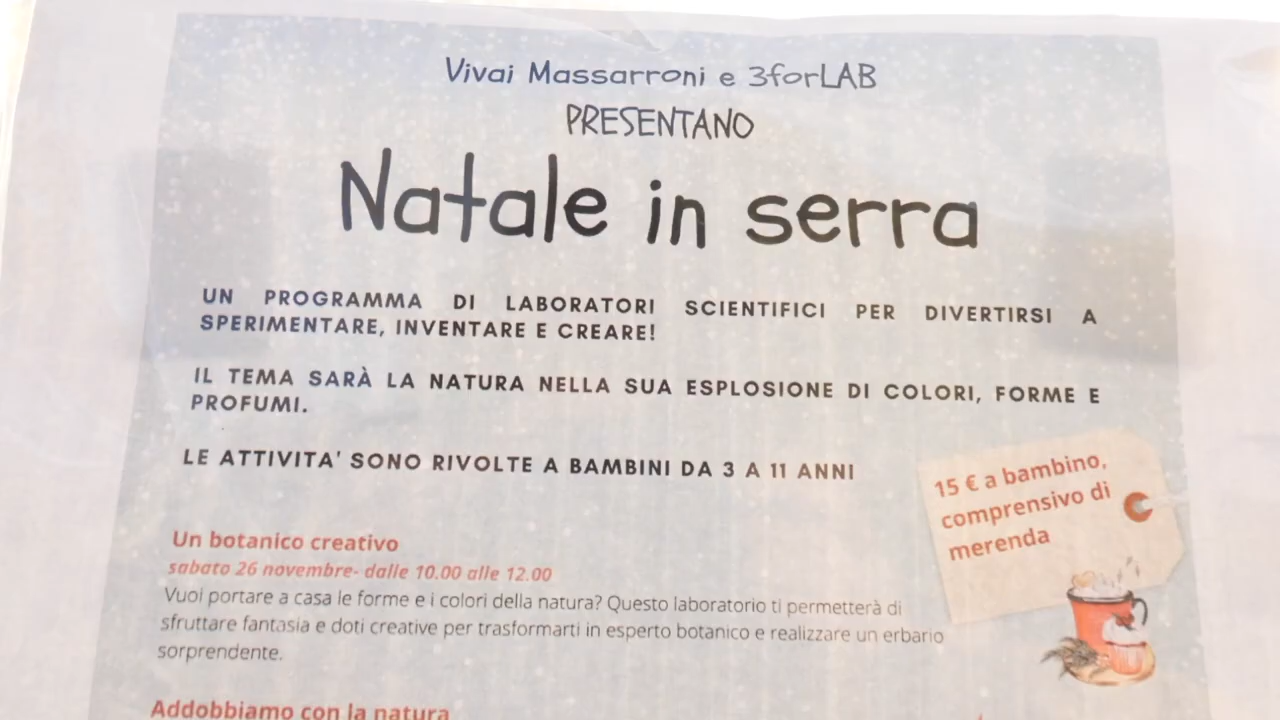 Vivai Massarroni e 3forLAB
PRESENTANO
Natale in serra
UN PROGRAMMA DI LABORATORI SCIENTIFICI PER DIVERTIRSI A
SPERIMENTARE, INVENTARE E CREARE!
IL TEMA SARÀ LA NATURA NELLA SUA ESPLOSIONE DI COLORI, FORME E
PROFUMI.
LE ATTIVITA' SONO RIVOLTE A BAMBINI DA 3 A 11 ANNI
15 € a bambino,
comprensivo di
merenda
Un botanico creativo
sabato 26 novembre- dalle 10.00 alle 12.00
Vuoi portare a casa le forme e i colori della natura? Questo laboratorio ti permetterà di
sfruttare fantasia e doti creative per trasformarti in esperto botanico e realizzare un erbario
sorprendente.
Addobbiamo con la natura